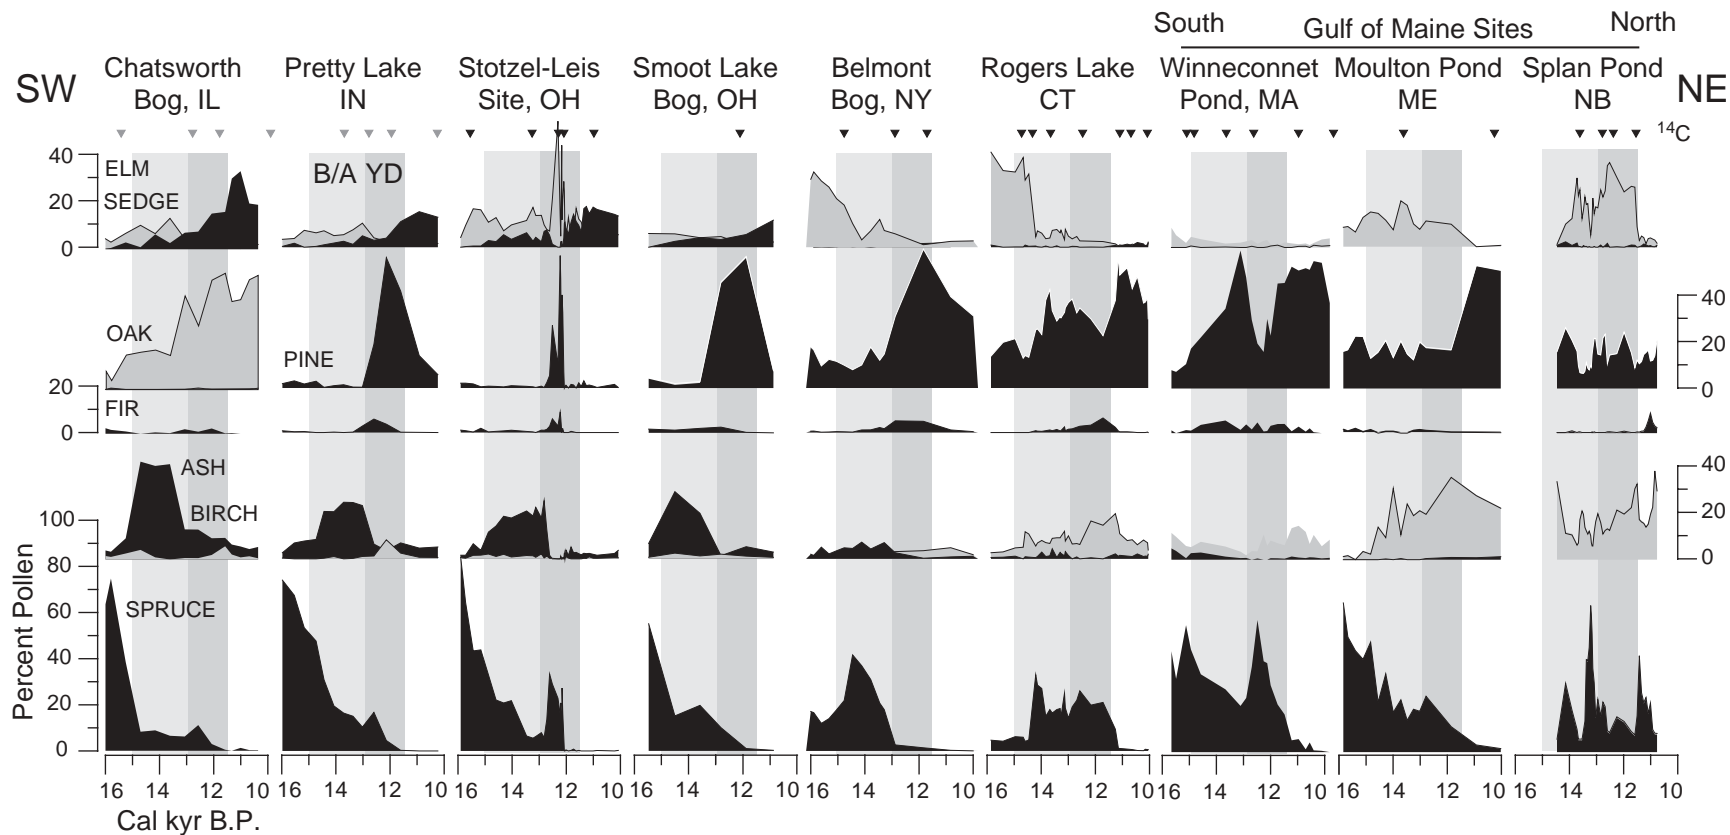 South Gulf of Maine Sites North
SW Chatsworth Pretty Lake Stotzel-Leis Smoot Lake Belmont Rogers Lake Winneconnet Moulton Pond Splan Pond NE
Bog, IL IN Site, OH Bog, OH Bog, NY CT Pond, MA ME NB
14C
40 ELM B/A YD
20 SEDGE
0
OAK 40
PINE 20
20 0
FIR
0
ASH 40
BIRCH 20
100
80 0
60 SPRUCE
40
20
0
Percent Pollen
16 14 12 10 16 14 12 10 16 14 12 10 16 14 12 10 16 14 12 10 16 14 12 10 16 14 12 10 16 14 12 10 16 14 12 10
Cal kyr B.P.